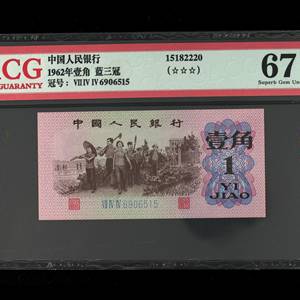 CG
GUARANTY
中国人民银行
1962年壹角 蓝三冠
冠号：VII IV IV 6906515
15182220
(☆☆☆)
67
Superb Gem Unc
中国人民银行
壹角
1
YI
JIAO
VII IV IV 6906515